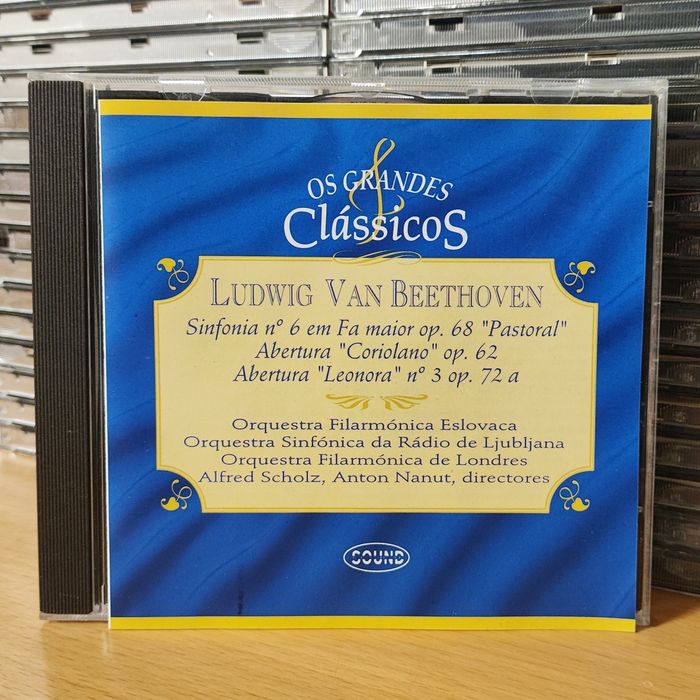 OS GRANDES
ClássicoS
LUDWIG VAN BEETHOVEN
Sinfonia nº 6 em Fa maior op. 68 "Pastoral"
Abertura "Coriolano" op. 62
Abertura "Leonora" nº 3 op. 72 a
Orquestra Filarmónica Eslovaca
Orquestra Sinfónica da Rádio de Ljubljana
Orquestra Filarmónica de Londres
Alfred Scholz, Anton Nanut, directores
SOUND